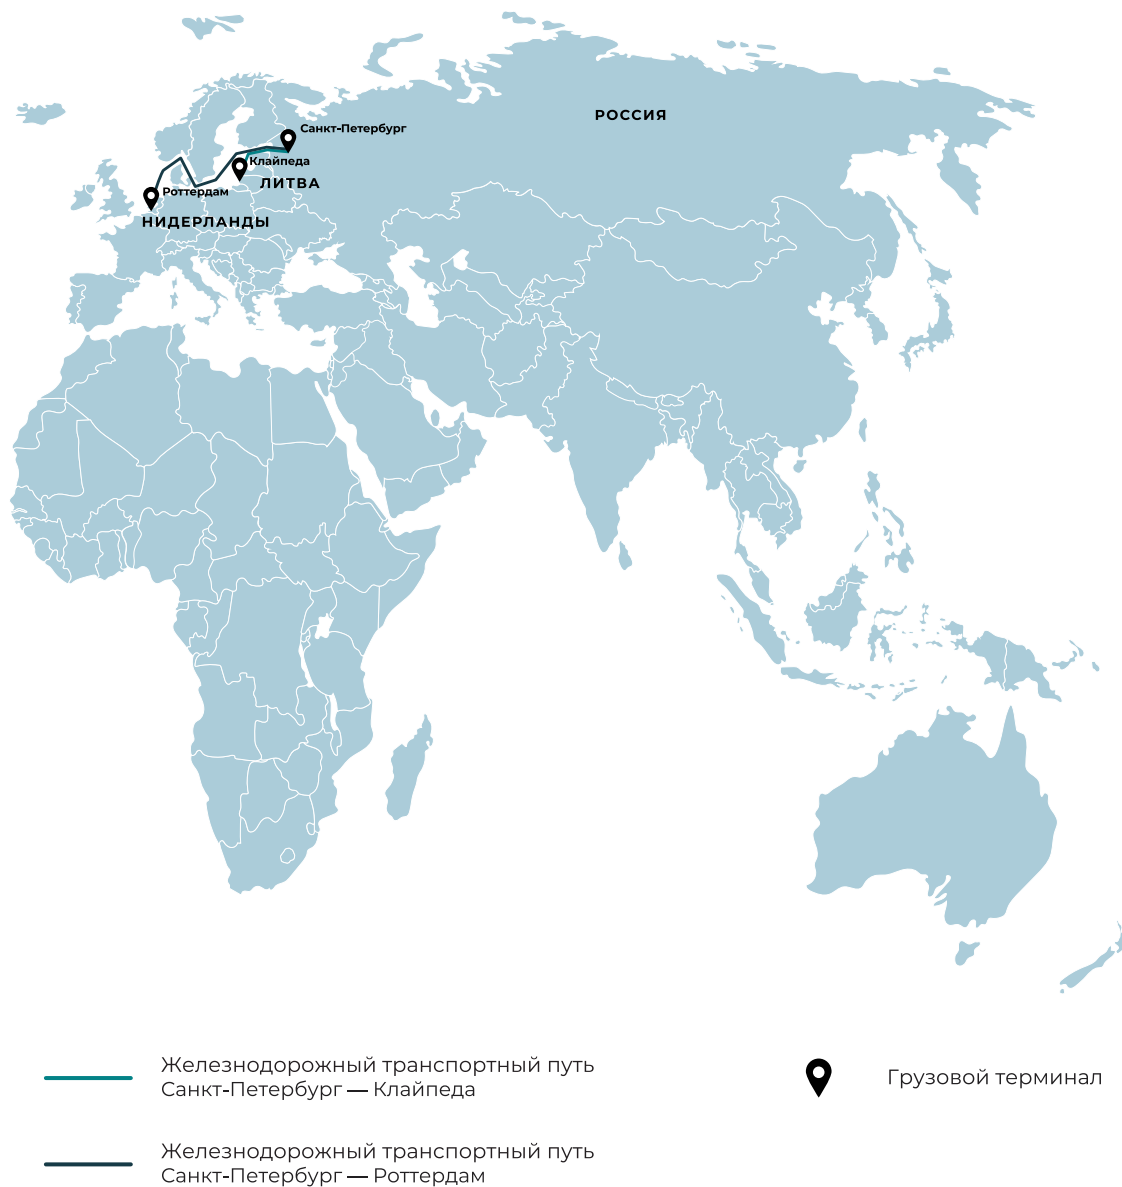 РОССИЯ
Санкт-Петербург
Клайпеда
ЛИТВА
Роттердам
НИДЕРЛАНДЫ
Железнодорожный транспортный путь
Санкт-Петербург — Клайпеда
Грузовой терминал
Железнодорожный транспортный путь
Санкт-Петербург — Роттердам